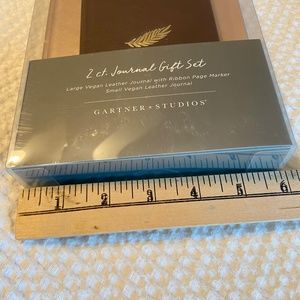 2 ct. Journal Gift Set
Large Vegan Leather Journal with Ribbon Page Marker
Small Vegan Leather Journal
GARTNER STUDIOS
1 2 3 4 5 6